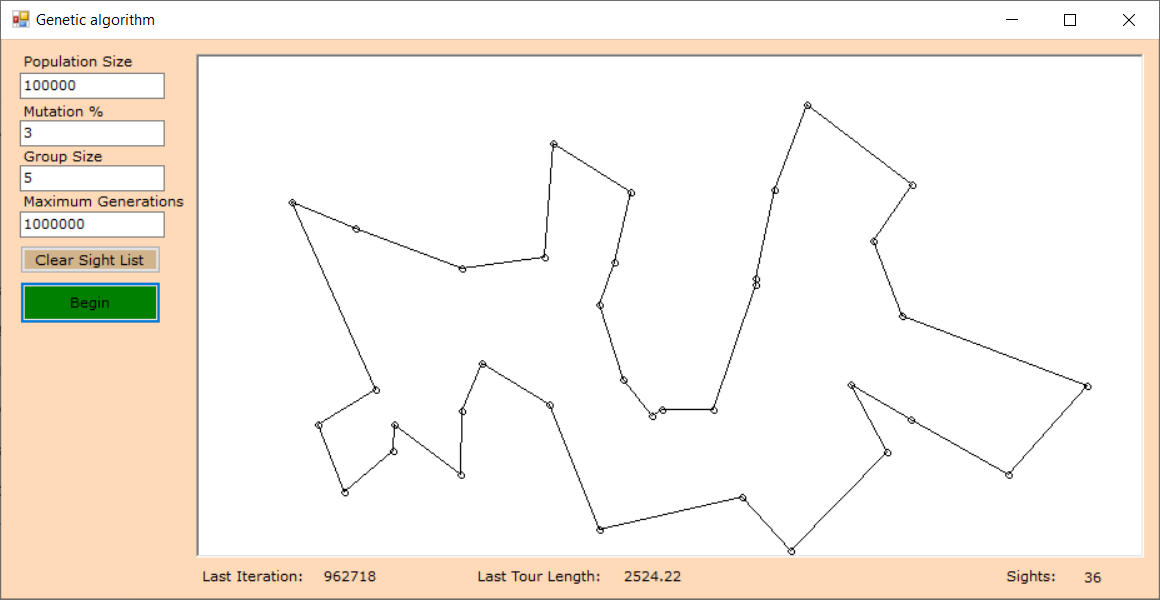 Genetic algorithm
Population Size
100000
Mutation %
3
Group Size
5
Maximum Generations
1000000
Clear Sight List
Begin
Last Iteration: 962718 Last Tour Length: 2524.22 Sights: 36